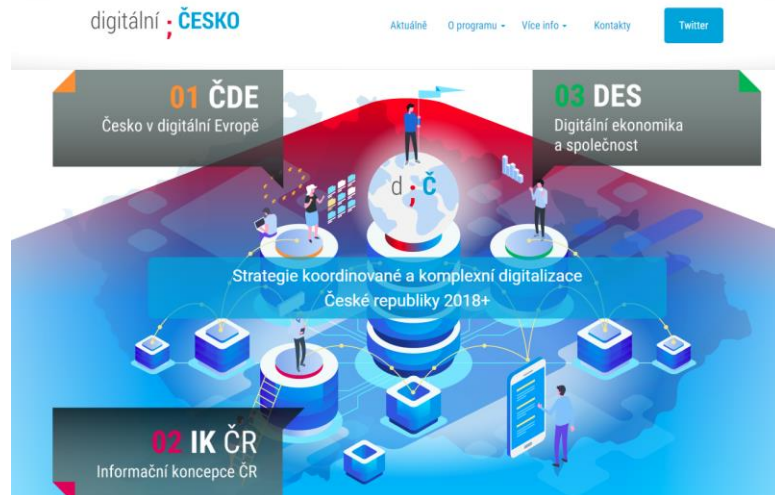 digitální ; ČESKO
Aktuálně
O programu
Více info
Kontakty
Twitter
01 ČDE
Česko v digitální Evropě
03 DES
Digitální ekonomika
a společnost
d ; Č
Strategie koordinované a komplexní digitalizace
České republiky 2018+
02 IK ČR
Informační koncepce ČR